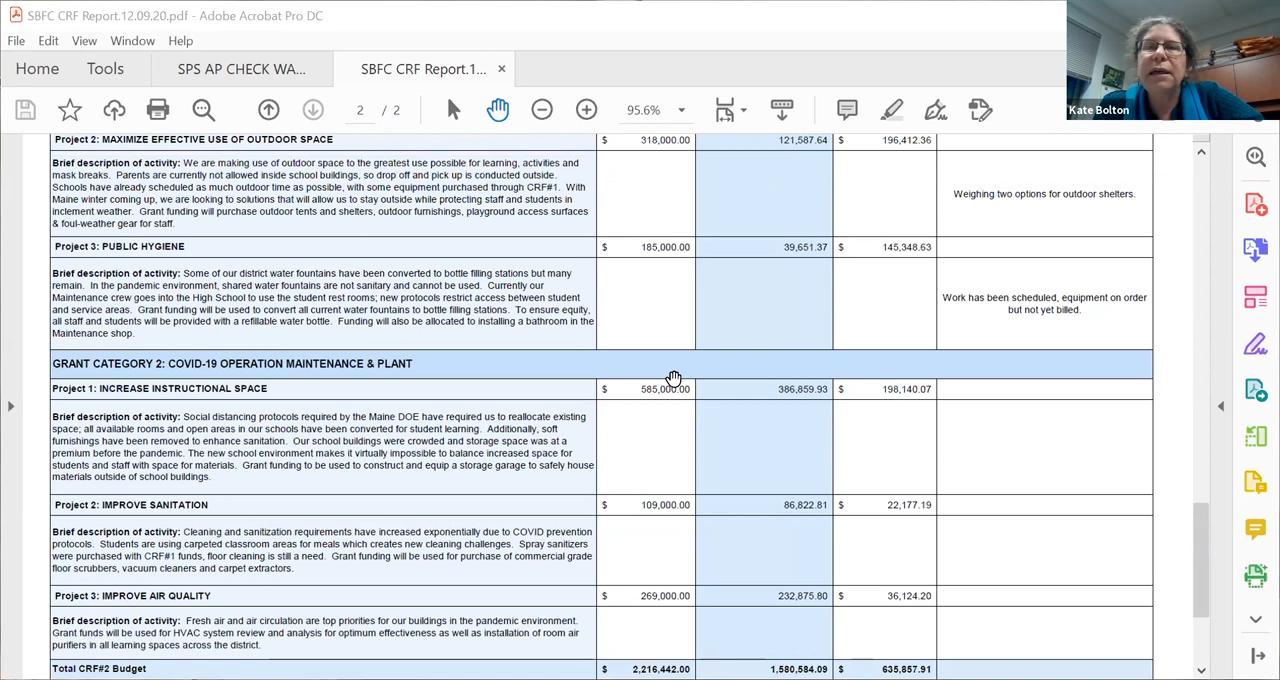 SBFC CRF Report.12.09.20.pdf - Adobe Acrobat Pro DC
File Edit View Window Help
Home Tools SPS AP CHECK WA... SBFC CRF Report.1... ×
2 / 2 95.6%
Kate Bolton
Project 2: MAXIMIZE EFFECTIVE USE OF OUTDOOR SPACE $ 318,000.00 121,587.64 $ 196,412.36
Brief description of activity: We are making use of outdoor space to the greatest use possible for learning, activities and
mask breaks. Parents are currently not allowed inside school buildings, so drop off and pick up is conducted outside.
Schools have already scheduled as much outdoor time as possible, with some equipment purchased through CRF#1. With
Maine winter coming up, we are looking to solutions that will allow us to stay outside while protecting staff and students in
inclement weather. Grant funding will purchase outdoor tents and shelters, outdoor furnishings, playground access surfaces
& foul-weather gear for staff.
Weighing two options for outdoor shelters.
Project 3: PUBLIC HYGIENE $ 185,000.00 39,651.37 $ 145,348.63
Brief description of activity: Some of our district water fountains have been converted to bottle filling stations but many
remain. In the pandemic environment, shared water fountains are not sanitary and cannot be used. Currently our
Maintenance crew goes into the High School to use the student rest rooms; new protocols restrict access between student
and service areas. Grant funding will be used to convert all current water fountains to bottle filling stations. To ensure equity,
all staff and students will be provided with a refillable water bottle. Funding will also be allocated to installing a bathroom in the
Maintenance shop.
Work has been scheduled, equipment on order
but not yet billed.
GRANT CATEGORY 2: COVID-19 OPERATION MAINTENANCE & PLANT
Project 1: INCREASE INSTRUCTIONAL SPACE $ 585,000.00 386,859.93 $ 198,140.07
Brief description of activity: Social distancing protocols required by the Maine DOE have required us to reallocate existing
space; all available rooms and open areas in our schools have been converted for student learning. Additionally, soft
furnishings have been removed to enhance sanitation. Our school buildings were crowded and storage space was at a
premium before the pandemic. The new school environment makes it virtually impossible to balance increased space for
students and staff with space for materials. Grant funding to be used to construct and equip a storage garage to safely house
materials outside of school buildings.
Project 2: IMPROVE SANITATION $ 109,000.00 86,822.81 $ 22,177.19
Brief description of activity: Cleaning and sanitization requirements have increased exponentially due to COVID prevention
protocols. Students are using carpeted classroom areas for meals which creates new cleaning challenges. Spray sanitizers
were purchased with CRF#1 funds, floor cleaning is still a need. Grant funding will be used for purchase of commercial grade
floor scrubbers, vacuum cleaners and carpet extractors.
Project 3: IMPROVE AIR QUALITY $ 269,000.00 232,875.80 $ 36,124.20
Brief description of activity: Fresh air and air circulation are top priorities for our buildings in the pandemic environment.
Grant funds will be used for HVAC system review and analysis for optimum effectiveness as well as installation of room air
purifiers in all learning spaces across the district.
Total CRF#2 Budget $ 2,216,442.00 1,580,584.09 $ 635,857.91